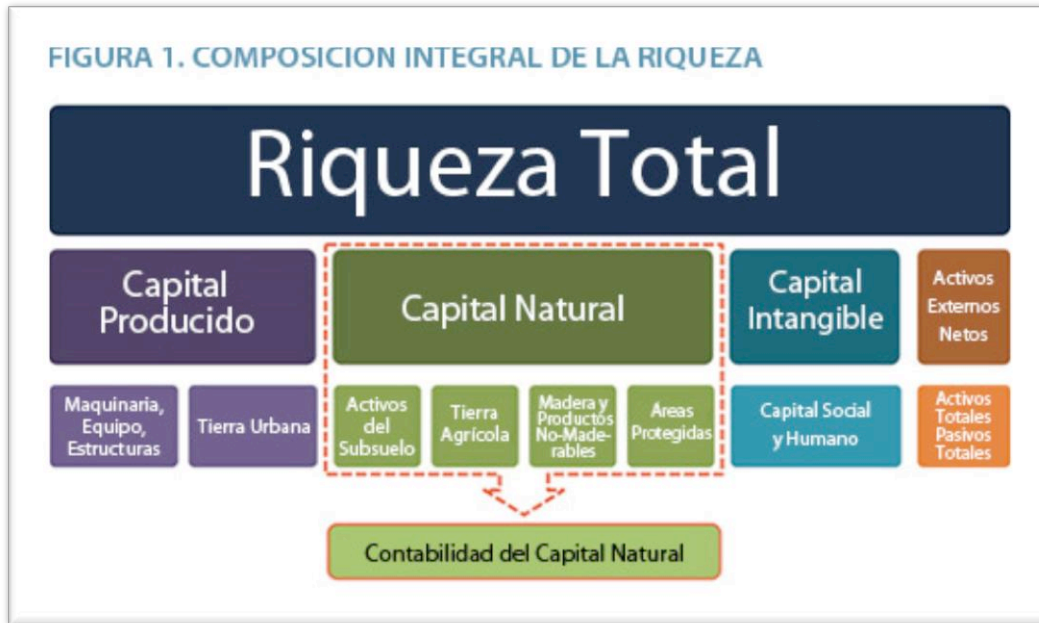 FIGURA 1. COMPOSICION INTEGRAL DE LA RIQUEZA
Riqueza Total
Capital
Producido
Capital Natural
Capital
Intangible
Activos
Externos
Netos
Maquinaria,
Equipo,
Estructuras
Tierra Urbana
Activos
del
Subsuelo
Tierra
Agrícola
Madera y
Productos
No-Made-
rables
Áreas
Protegidas
Capital Social
y Humano
Activos
Totales
Pasivos
Totales
Contabilidad del Capital Natural